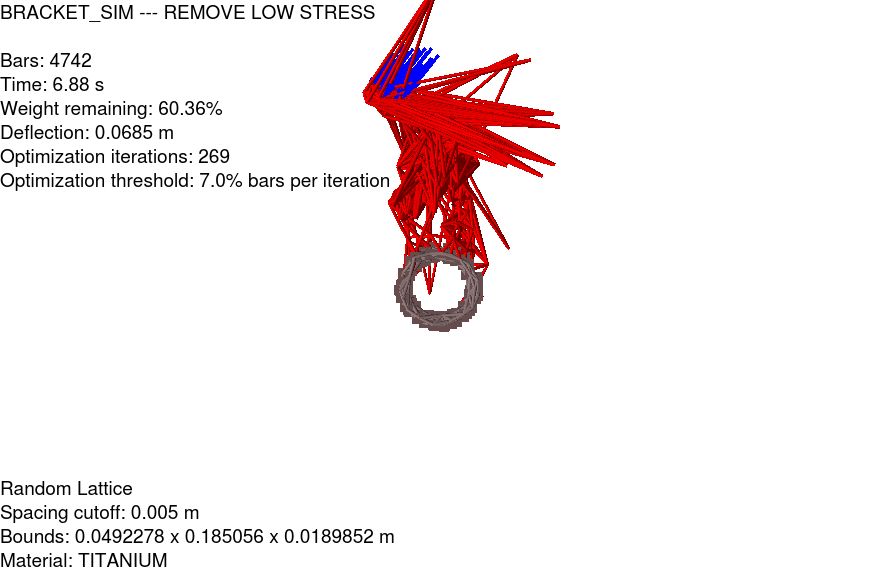 BRACKET_SIM --- REMOVE LOW STRESS
Bars: 4742
Time: 6.88 s
Weight remaining: 60.36%
Deflection: 0.0685 m
Optimization iterations: 269
Optimization threshold: 7.0% bars per iteration
Random Lattice
Spacing cutoff: 0.005 m
Bounds: 0.0492278 x 0.185056 x 0.0189852 m
Material: TITANIUM